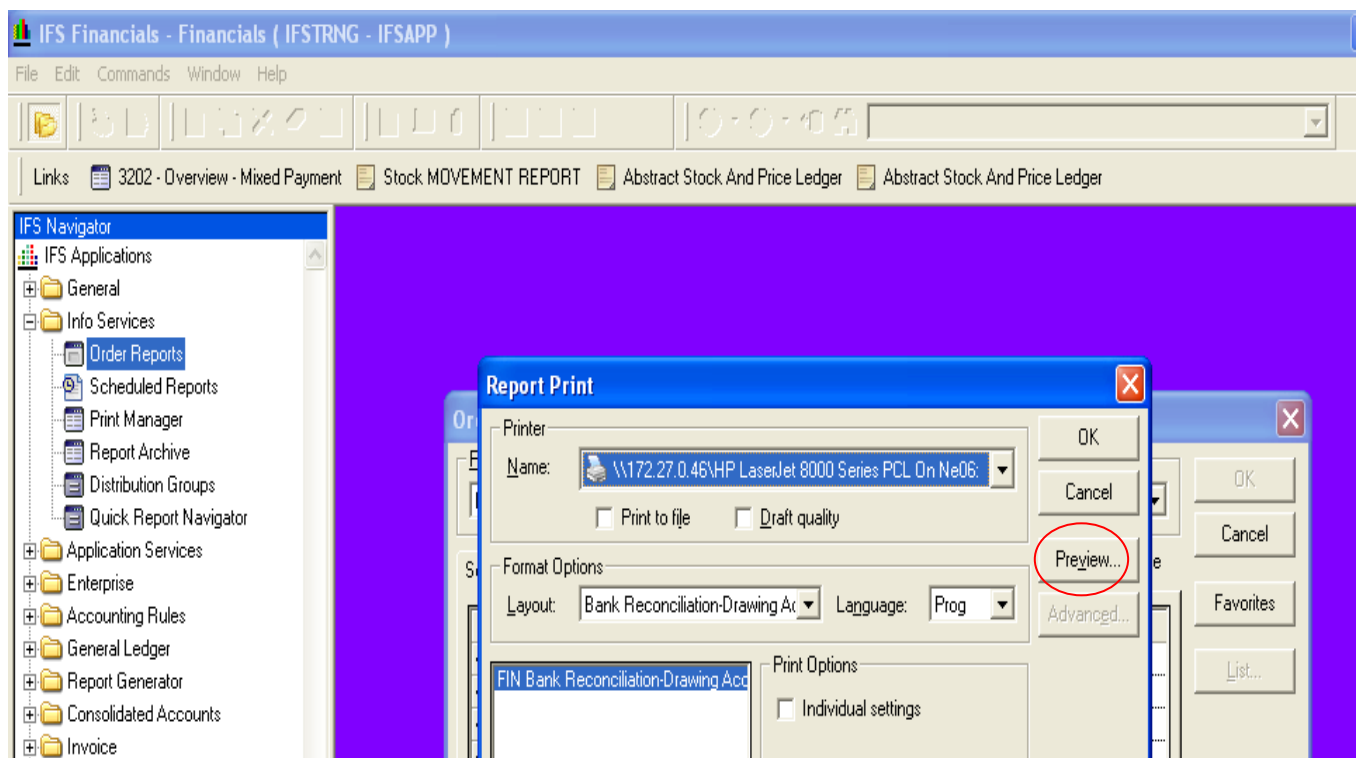 IFS Financials - Financials ( IFSTRNG - IFSAPP )
File Edit Commands Window Help
Links 3202 - Overview - Mixed Payment Stock MOVEMENT REPORT Abstract Stock And Price Ledger Abstract Stock And Price Ledger
IFS Navigator
IFS Applications
General
Info Services
Order Reports
Scheduled Reports
Print Manager
Report Archive
Distribution Groups
Quick Report Navigator
Application Services
Enterprise
Accounting Rules
General Ledger
Report Generator
Consolidated Accounts
Invoice
Report Print
Printer
Name: \\172.27.0.46\HP LaserJet 8000 Series PCL On Ne06:
Print to file Draft quality
Format Options
Layout: Bank Reconciliation-Drawing Ac Language: Prog
FIN Bank Reconciliation-Drawing Acc
Print Options
Individual settings
OK
Cancel
Preview...
Advanced...
Or
OK
Cancel
Favorites
List...